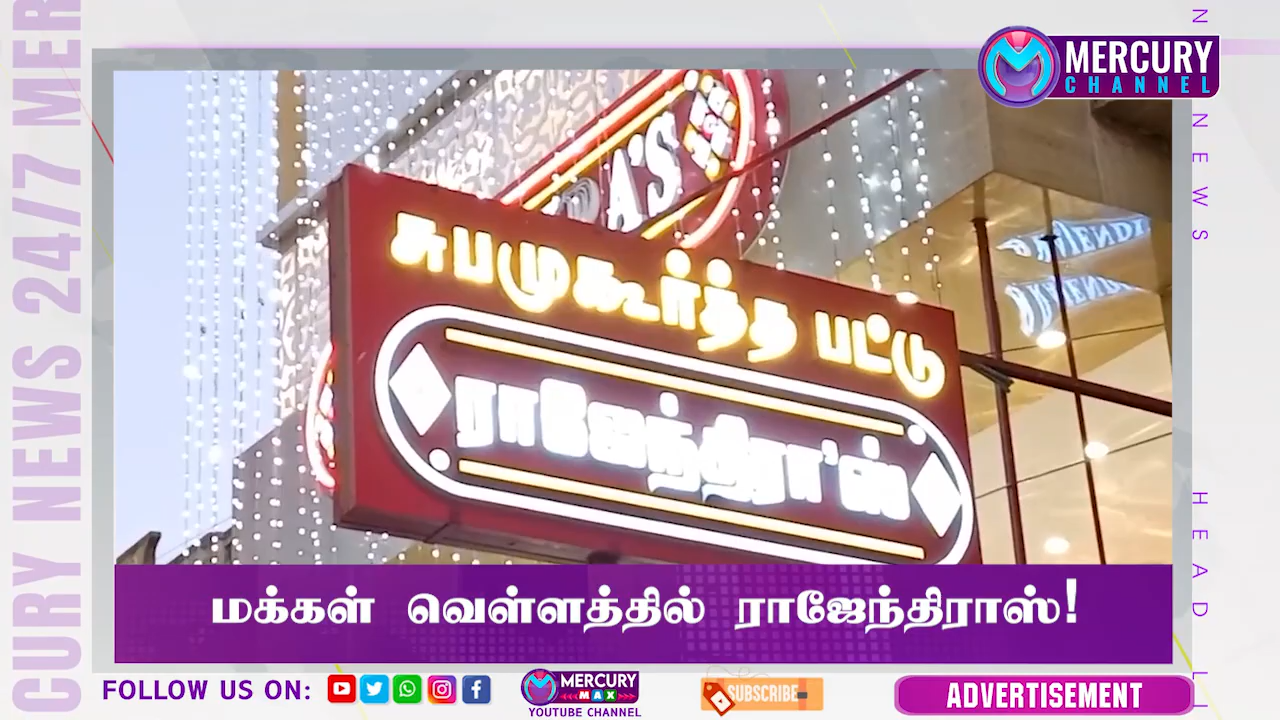 MERCURY
CHANNEL
சுபமுகூர்த்த பட்டு
ராஜேந்திரா'ஸ்
மக்கள் வெள்ளத்தில் ராஜேந்திராஸ்!
FOLLOW US ON:
MERCURY
MAX
YOUTUBE CHANNEL
SUBSCRIBE
ADVERTISEMENT
CURY NEWS 24/7 MER
N NEWS
HEAD LI